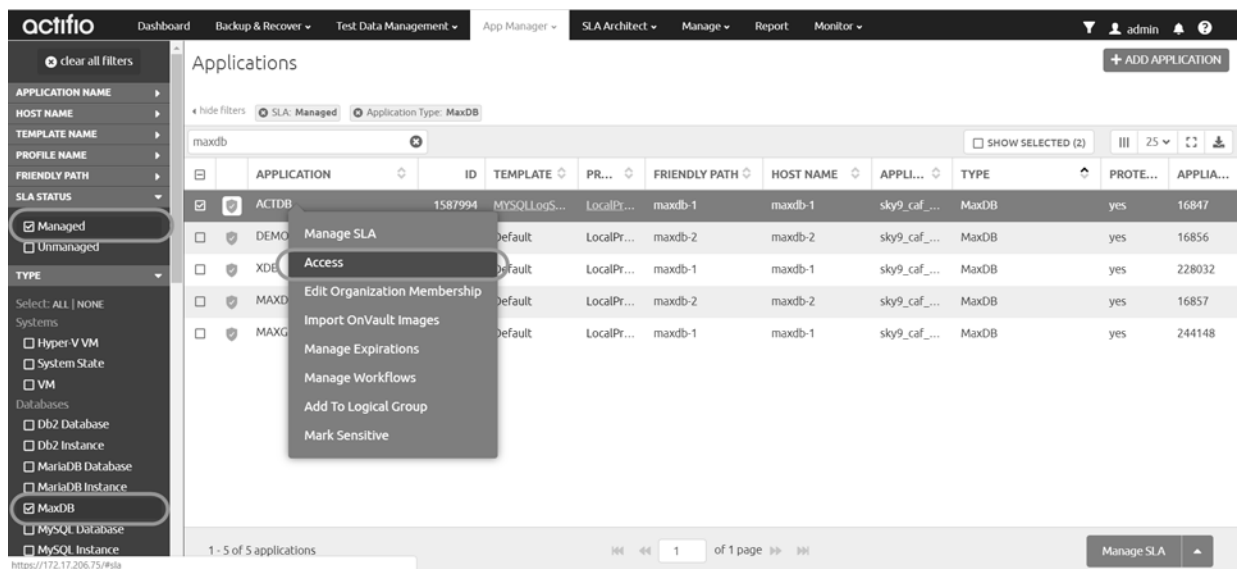 actifio Dashboard Backup & Recover Test Data Management App Manager SLA Architect Manage Report Monitor admin
clear all filters
APPLICATION NAME
HOST NAME
TEMPLATE NAME
PROFILE NAME
FRIENDLY PATH
SLA STATUS
Managed
Unmanaged
TYPE
Select: ALL | NONE
Systems
Hyper-V VM
System State
VM
Databases
Db2 Database
Db2 Instance
MariaDB Database
MariaDB Instance
MaxDB
MySQL Database
MySQL Instance
https://172.17.206.75/#sla
Applications
+ ADD APPLICATION
hide filters SLA: Managed Application Type: MaxDB
maxdb SHOW SELECTED (2) 25
APPLICATION ID TEMPLATE PR... FRIENDLY PATH HOST NAME APPLI... TYPE PROTE... APPLIA...
ACTDB 1587994 MYSQLLogS... LocalPr... maxdb-1 maxdb-1 sky9_caf_... MaxDB yes 16847
DEMO Default LocalPr... maxdb-2 maxdb-2 sky9_caf_... MaxDB yes 16856
XDE Default LocalPr... maxdb-1 maxdb-1 sky9_caf_... MaxDB yes 228032
MAXD Default LocalPr... maxdb-2 maxdb-2 sky9_caf_... MaxDB yes 16857
MAXG Default LocalPr... maxdb-1 maxdb-1 sky9_caf_... MaxDB yes 244148
Manage SLA
Access
Edit Organization Membership
Import OnVault Images
Manage Expirations
Manage Workflows
Add To Logical Group
Mark Sensitive
1 - 5 of 5 applications 1 of 1 page Manage SLA